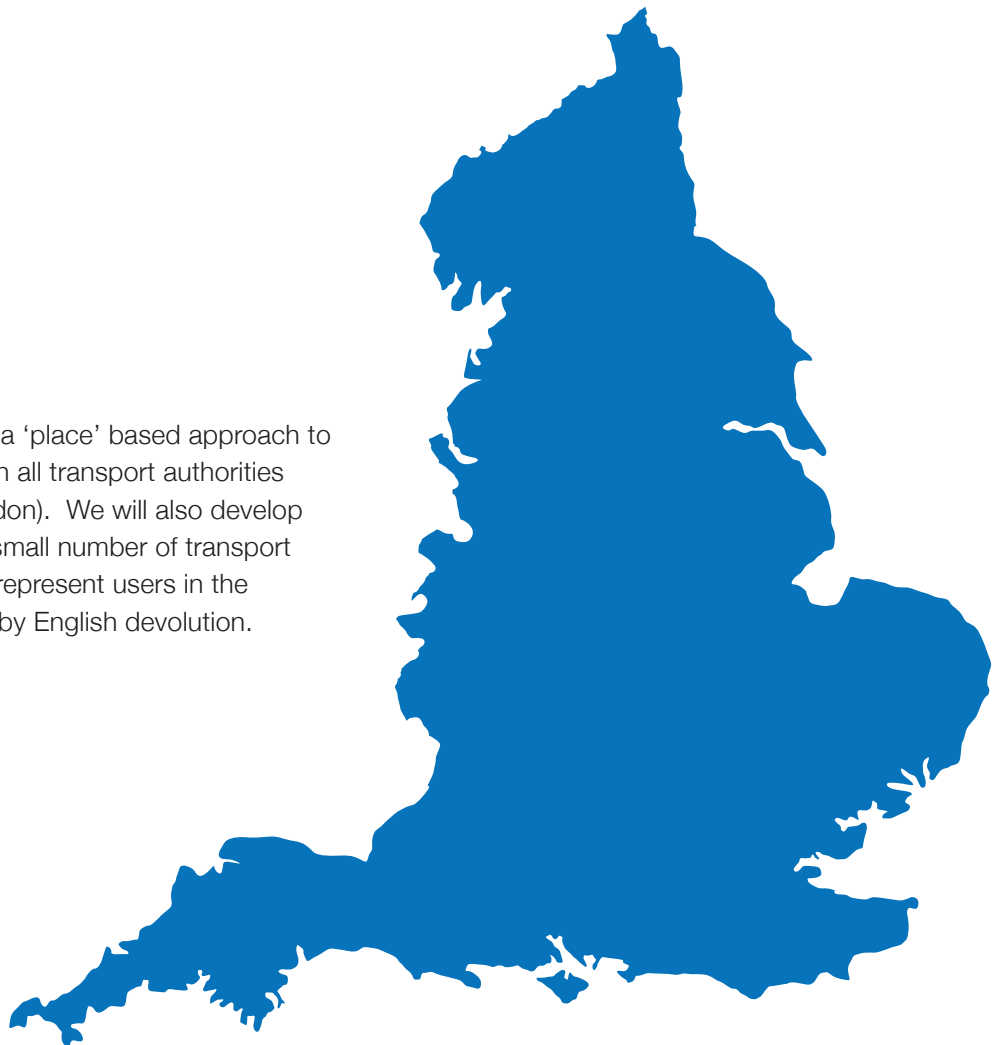 a ‘place’ based approach to
all transport authorities
We will also develop
small number of transport
represent users in the
by English devolution.